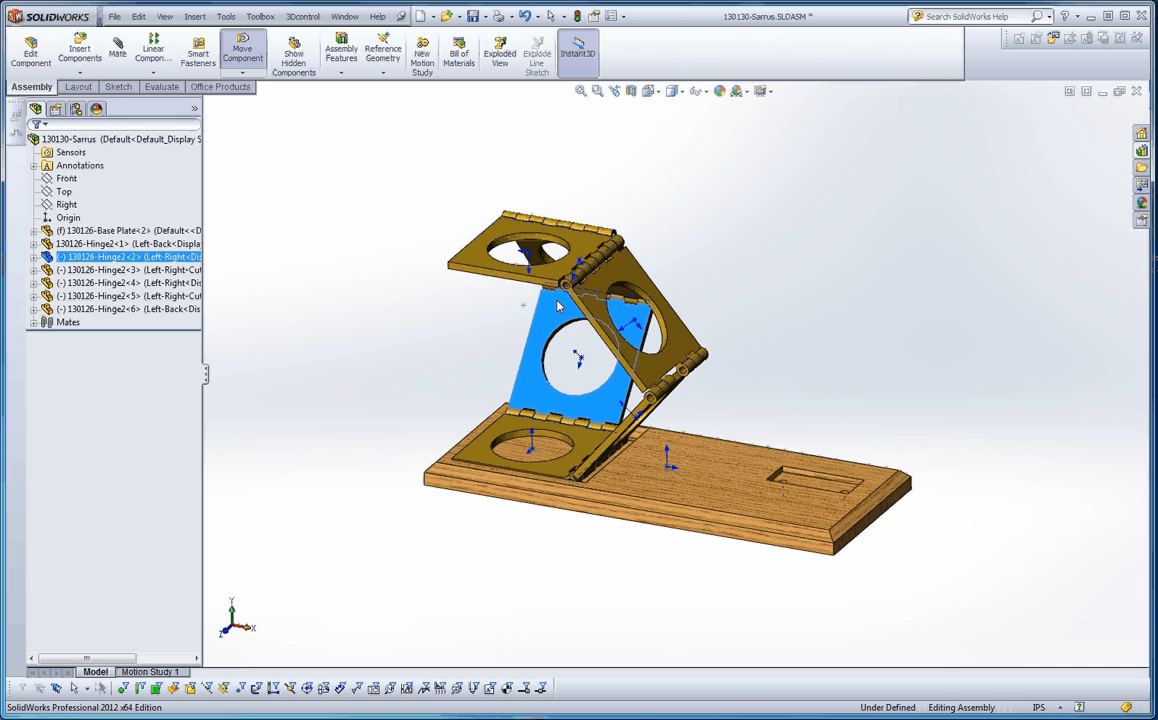 SOLIDWORKS File Edit View Insert Tools Toolbox 3Dcontrol Window Help 130130-Sarrus.SLDASM * Search SolidWorks Help
Edit Component
Insert Components
Mate
Linear Compon...
Smart Fasteners
Move Component
Show Hidden Components
Assembly Features
Reference Geometry
New Motion Study
Bill of Materials
Exploded View
Explode Line Sketch
Instant3D
Assembly Layout Sketch Evaluate Office Products
130130-Sarrus (Default<Default_Display S
Sensors
Annotations
Front
Top
Right
Origin
(f) 130126-Base Plate<2> (Default<<D
130126-Hinge2<1> (Left-Back<Displa
(-) 130126-Hinge2<2> (Left-Right<Dis
(-) 130126-Hinge2<3> (Left-Right-Cut
(-) 130126-Hinge2<4> (Left-Right<Dis
(-) 130126-Hinge2<5> (Left-Right-Cut
(-) 130126-Hinge2<6> (Left-Back<Dis
Mates
Y
Z X
Model Motion Study 1
SolidWorks Professional 2012 x64 Edition Under Defined Editing Assembly IPS